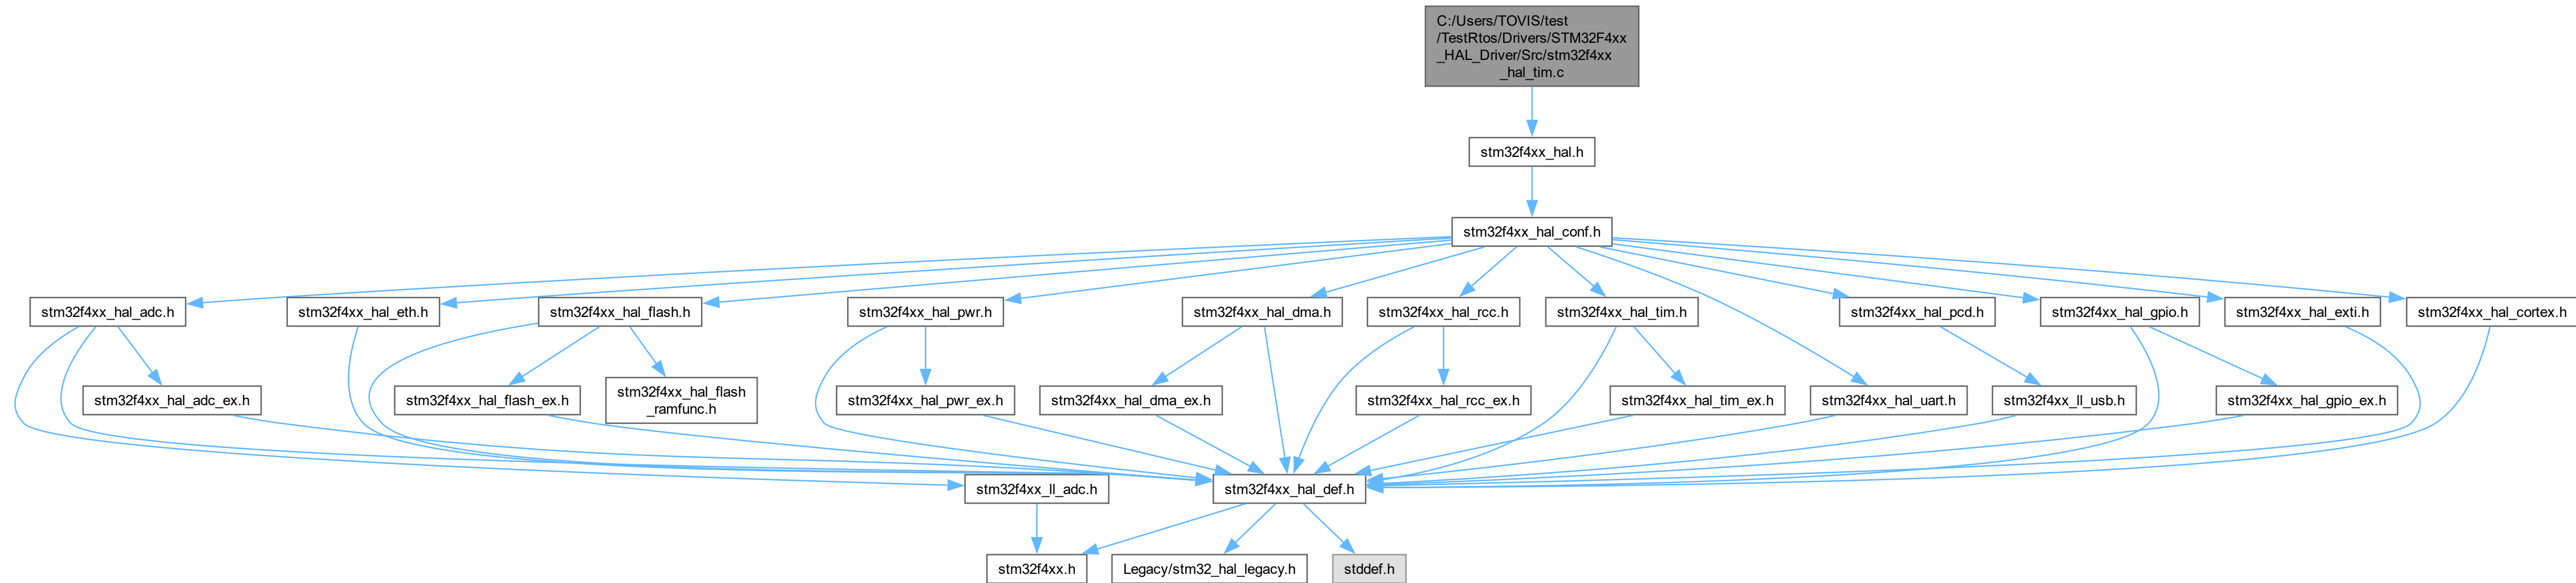 C:/Users/TOVIS/test
/TestRtos/Drivers/STM32F4xx
_HAL_Driver/Src/stm32f4xx
_hal_tim.c
stm32f4xx_hal.h
stm32f4xx_hal_conf.h
stm32f4xx_hal_adc.h
stm32f4xx_hal_eth.h
stm32f4xx_hal_flash.h
stm32f4xx_hal_pwr.h
stm32f4xx_hal_dma.h
stm32f4xx_hal_rcc.h
stm32f4xx_hal_tim.h
stm32f4xx_hal_pcd.h
stm32f4xx_hal_gpio.h
stm32f4xx_hal_exti.h
stm32f4xx_hal_cortex.h
stm32f4xx_hal_adc_ex.h
stm32f4xx_hal_flash_ex.h
stm32f4xx_hal_flash
_ramfunc.h
stm32f4xx_hal_pwr_ex.h
stm32f4xx_hal_dma_ex.h
stm32f4xx_hal_rcc_ex.h
stm32f4xx_hal_tim_ex.h
stm32f4xx_hal_uart.h
stm32f4xx_ll_usb.h
stm32f4xx_hal_gpio_ex.h
stm32f4xx_ll_adc.h
stm32f4xx_hal_def.h
stm32f4xx.h
Legacy/stm32_hal_legacy.h
stddef.h